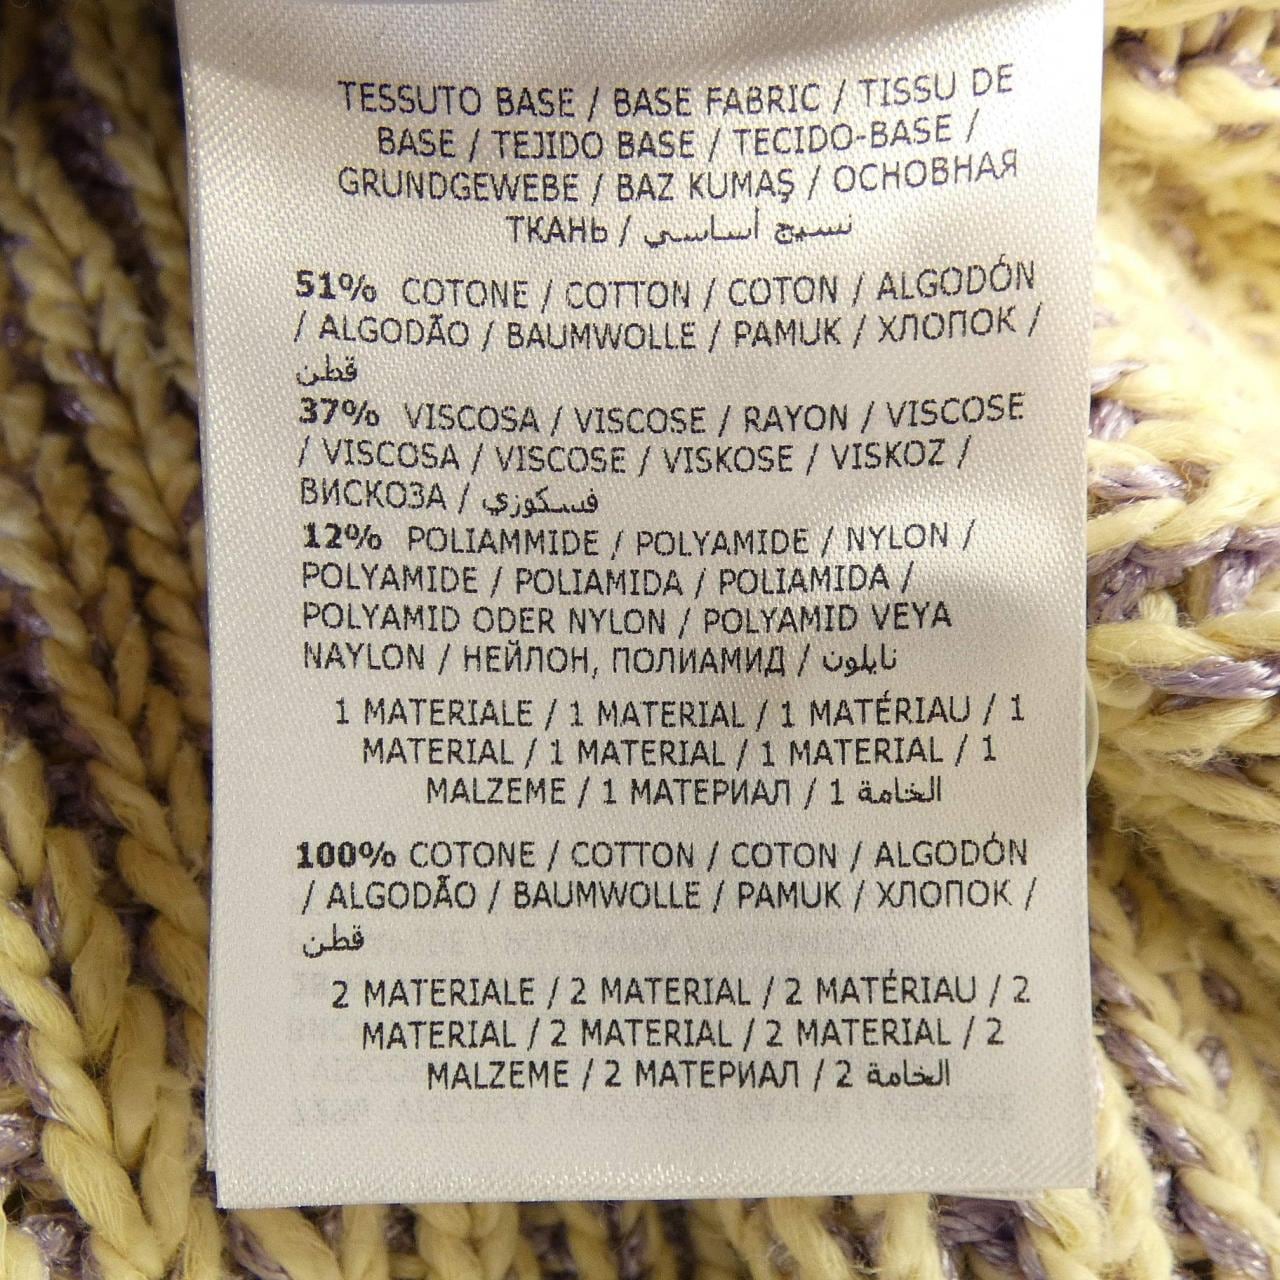 TESSUTO BASE / BASE FABRIC / TISSU DE
BASE / TEJIDO BASE / TECIDO-BASE /
GRUNDGEWEBE / BAZ KUMAŞ / ОСНОВНАЯ
ТКАНЬ / نسيج أساسي
51% COTONE / COTTON / COTON / ALGODÓN
/ ALGODÃO / BAUMWOLLE / PAMUK / ХЛОПОК /
قطن
37% VISCOSA / VISCOSE / RAYON / VISCOSE
/ VISCOSA / VISCOSE / VISKOSE / VISKOZ /
ВИСКОЗА / فسكوزي
12% POLIAMMIDE / POLYAMIDE / NYLON /
POLYAMIDE / POLIAMIDA / POLIAMIDA /
POLYAMID ODER NYLON / POLYAMID VEYA
NAYLON / НЕЙЛОН, ПОЛИАМИД / نايلون
1 MATERIALE / 1 MATERIAL / 1 MATÉRIAU / 1
MATERIAL / 1 MATERIAL / 1 MATERIAL / 1
MALZEME / 1 МАТЕРИАЛ / 1 الخامة
100% COTONE / COTTON / COTON / ALGODÓN
/ ALGODÃO / BAUMWOLLE / PAMUK / ХЛОПОК /
قطن
2 MATERIALE / 2 MATERIAL / 2 MATÉRIAU / 2
MATERIAL / 2 MATERIAL / 2 MATERIAL / 2
MALZEME / 2 МАТЕРИАЛ / 2 الخامة